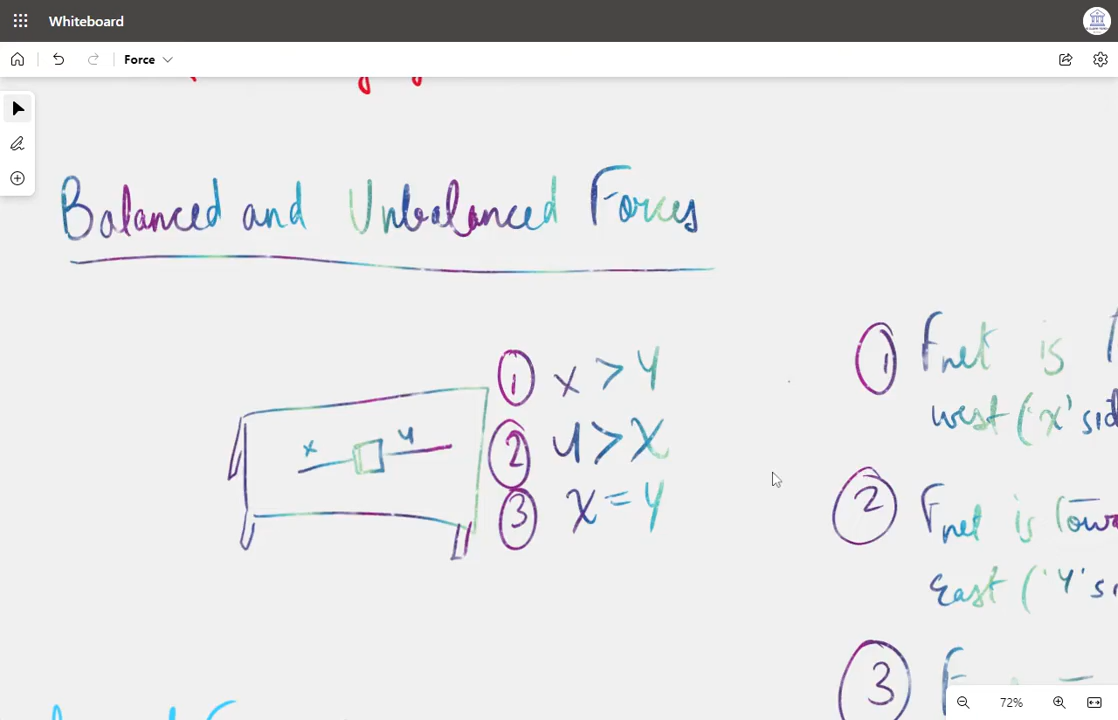 Whiteboard
Force
Balanced and Unbalanced Forces
x y
1 x > y
2 y > x
3 x = y
1 Fnet is
west ('x' sid
2 Fnet is Tow
east ('y' s
3 F
72%